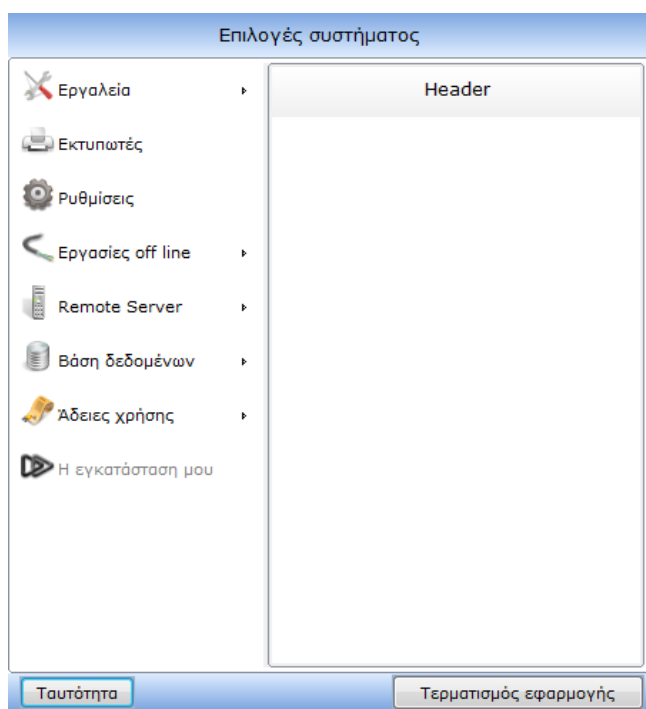 Επιλογές συστήματος
Εργαλεία
Header
Εκτυπωτές
Ρυθμίσεις
Εργασίες off line
Remote Server
Βάση δεδομένων
Άδειες χρήσης
Η εγκατάσταση μου
Ταυτότητα
Τερματισμός εφαρμογής